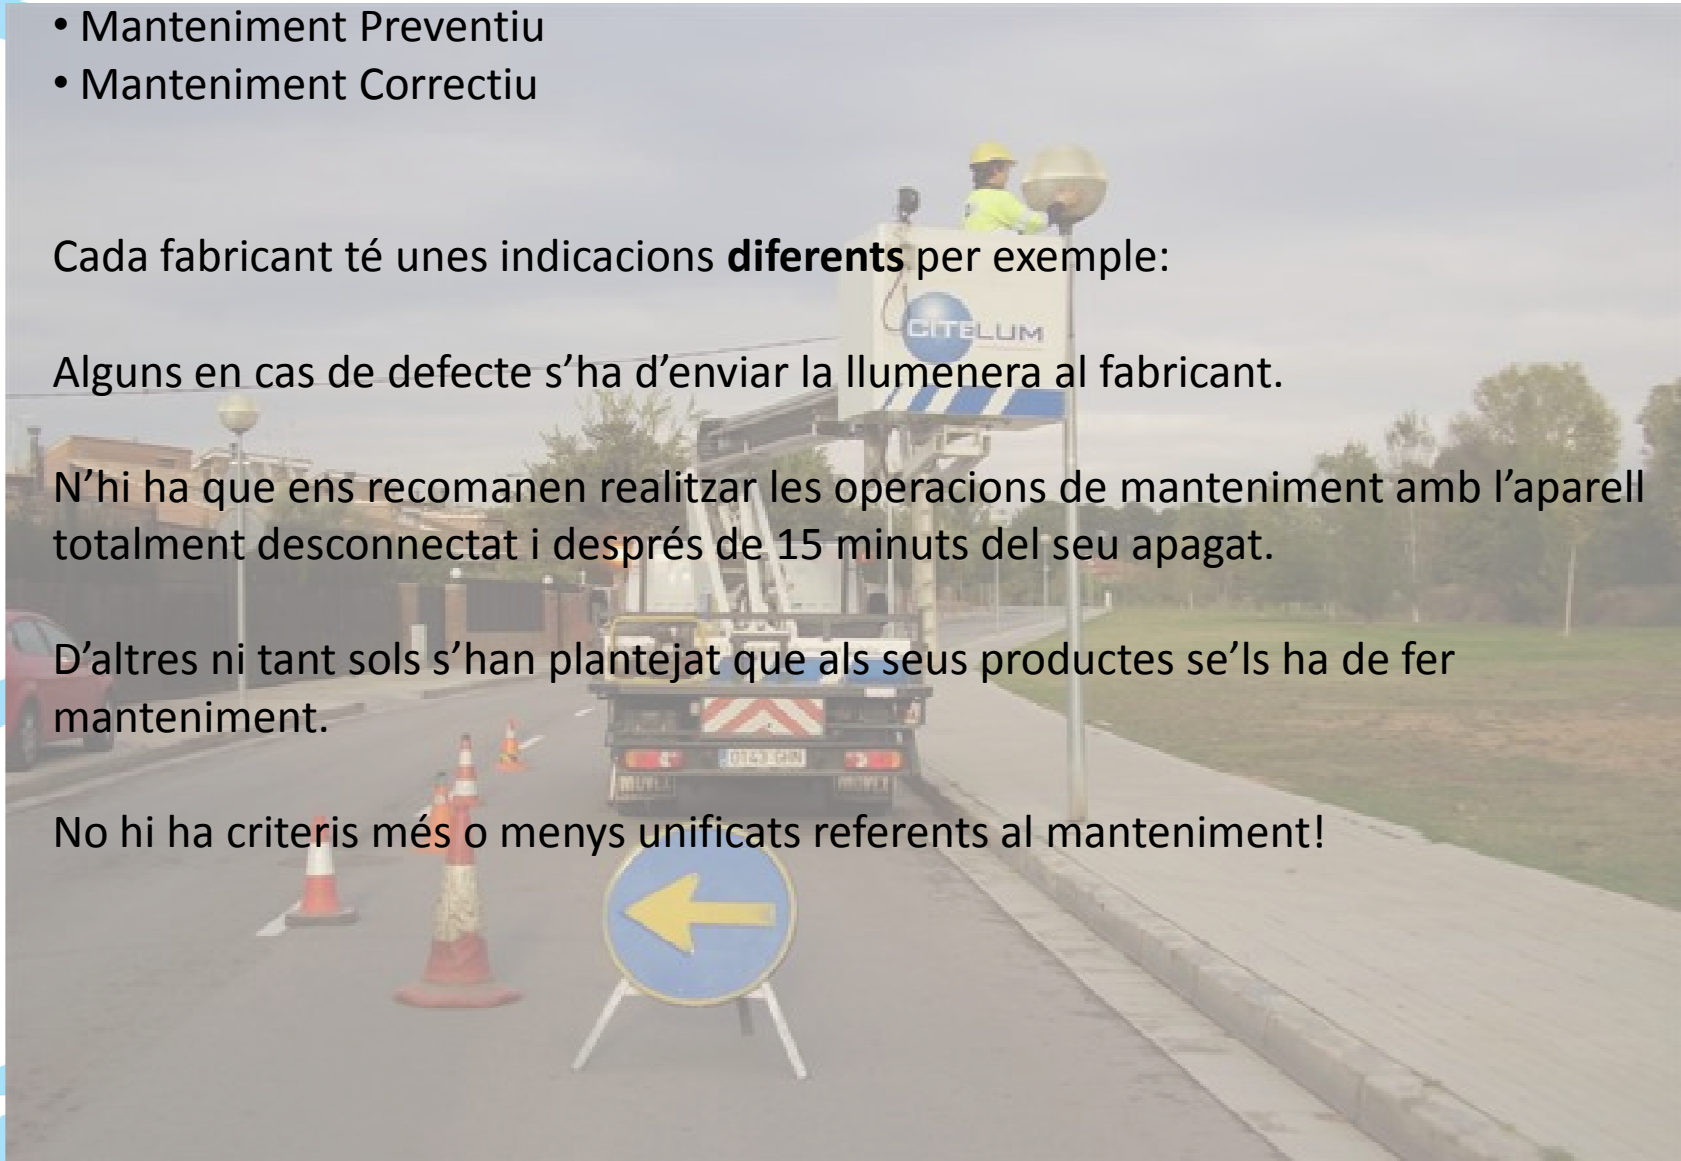 • Manteniment Preventiu
• Manteniment Correctiu
Cada fabricant té unes indicacions diferents per exemple:
CITELUM
Alguns en cas de defecte s’ha d’enviar la llumenera al fabricant.
N’hi ha que ens recomanen realitzar les operacions de manteniment amb l’aparell
totalment desconnectat i després de 15 minuts del seu apagat.
D’altres ni tant sols s’han plantejat que als seus productes se’ls ha de fer
manteniment.
No hi ha criteris més o menys unificats referents al manteniment!